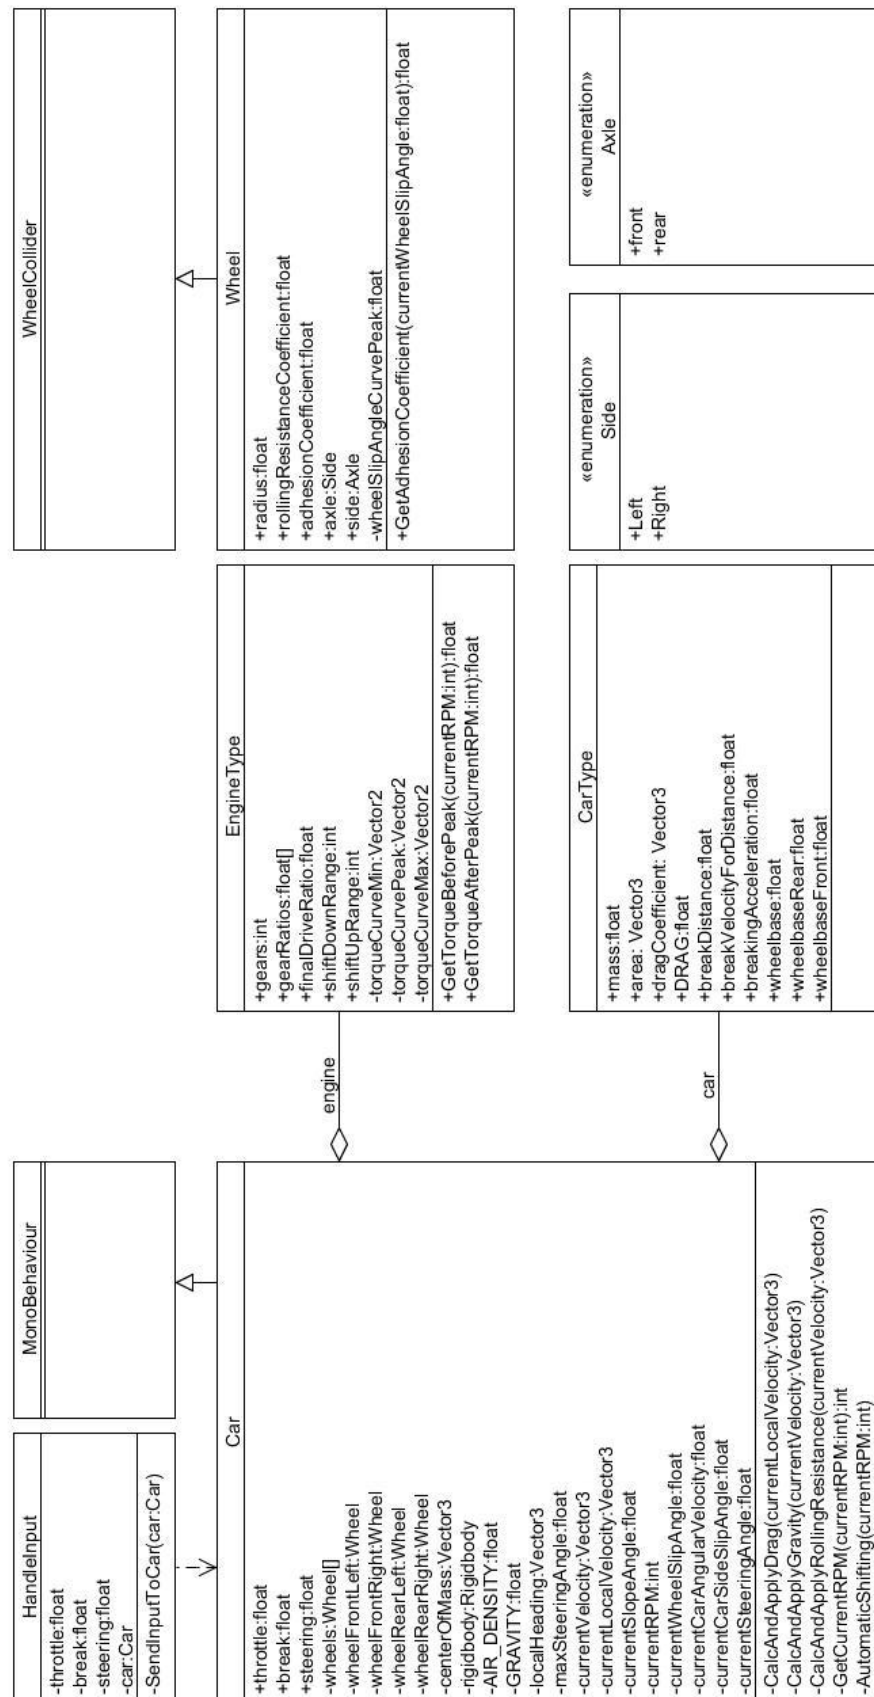 HandleInput
-throttle:float
-break:float
-steering:float
-car:Car
-SendInputToCar(car:Car)
MonoBehaviour
WheelCollider
Car
+throttle:float
+break:float
+steering:float
-wheels:Wheel[]
-wheelFrontLeft:Wheel
-wheelFrontRight:Wheel
-wheelRearLeft:Wheel
-wheelRearRight:Wheel
-centerOfMass:Vector3
-rigidbody:Rigidbody
-AIR_DENSITY:float
-GRAVITY:float
-localHeading:Vector3
-maxSteeringAngle:float
-currentVelocity:Vector3
-currentLocalVelocity:Vector3
-currentSlopeAngle:float
-currentRPM:int
-currentWheelSlipAngle:float
-currentCarAngularVelocity:float
-currentCarSideSlipAngle:float
-currentSteeringAngle:float
-CalcAndApplyDrag(currentLocalVelocity:Vector3)
-CalcAndApplyGravity(currentVelocity:Vector3)
-CalcAndApplyRollingResistance(currentVelocity:Vector3)
-GetCurrentRPM(currentRPM:int):int
-AutomaticShifting(currentRPM:int)
engine
EngineType
+gears:int
+gearRatios:float[]
+finalDriveRatio:float
+shiftDownRange:int
+shiftUpRange:int
-torqueCurveMin:Vector2
-torqueCurvePeak:Vector2
-torqueCurveMax:Vector2
+GetTorqueBeforePeak(currentRPM:int):float
+GetTorqueAfterPeak(currentRPM:int):float
Wheel
+radius:float
+rollingResistanceCoefficient:float
+adhesionCoefficient:float
+axle:Side
+side:Axle
-wheelSlipAngleCurvePeak:float
+GetAdhesionCoefficient(currentWheelSlipAngle:float):float
car
CarType
+mass:float
+area: Vector3
+dragCoefficient: Vector3
+DRAG:float
+breakDistance:float
+breakVelocityForDistance:float
+breakingAcceleration:float
+wheelbase:float
+wheelbaseRear:float
+wheelbaseFront:float
«enumeration»
Side
+Left
+Right
«enumeration»
Axle
+front
+rear